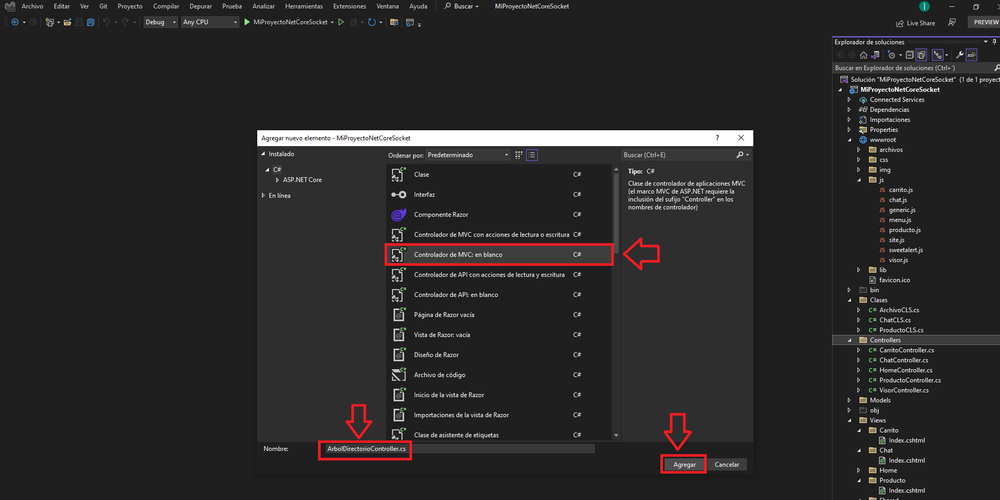 Archivo Editar Ver Git Proyecto Compilar Depurar Prueba Analizar Herramientas Extensiones Ventana Ayuda Buscar MiProyectoNetCoreSocket I
Debug Any CPU MiProyectoNetCoreSocket Live Share PREVIEW
Agregar nuevo elemento - MiProyectoNetCoreSocket ?
Instalado
C#
ASP.NET Core
En línea
Ordenar por: Predeterminado
Buscar (Ctrl+E)
Clase C#
Interfaz C#
Componente Razor C#
Controlador de MVC con acciones de lectura o escritura C#
Controlador de MVC: en blanco C#
Controlador de API con acciones de lectura y escritura C#
Controlador de API: en blanco C#
Página de Razor vacía C#
Vista de Razor: vacía C#
Diseño de Razor C#
Archivo de código C#
Inicio de la vista de Razor C#
Importaciones de la vista de Razor C#
Clase de asistente de etiquetas C#
Tipo: C#
Clase de controlador de aplicaciones MVC
(el marco MVC de ASP.NET requiere la
inclusión del sufijo "Controller" en los
nombres de controlador)
Nombre: ArbolDirectorioController.cs
Agregar Cancelar
Explorador de soluciones
Buscar en Explorador de soluciones (Ctrl+´)
Solución "MiProyectoNetCoreSocket" (1 de 1 proyect
MiProyectoNetCoreSocket
Connected Services
Dependencias
Importaciones
Properties
wwwroot
archivos
css
img
js
JS carrito.js
JS chat.js
JS generic.js
JS menu.js
JS producto.js
JS site.js
JS sweetalert.js
JS visor.js
lib
favicon.ico
bin
Clases
C# ArchivoCLS.cs
C# ChatCLS.cs
C# ProductoCLS.cs
Controllers
C# CarritoController.cs
C# ChatController.cs
C# HomeController.cs
C# ProductoController.cs
C# VisorController.cs
Models
obj
Views
Carrito
Index.cshtml
Chat
Index.cshtml
Home
Producto
Index.cshtml